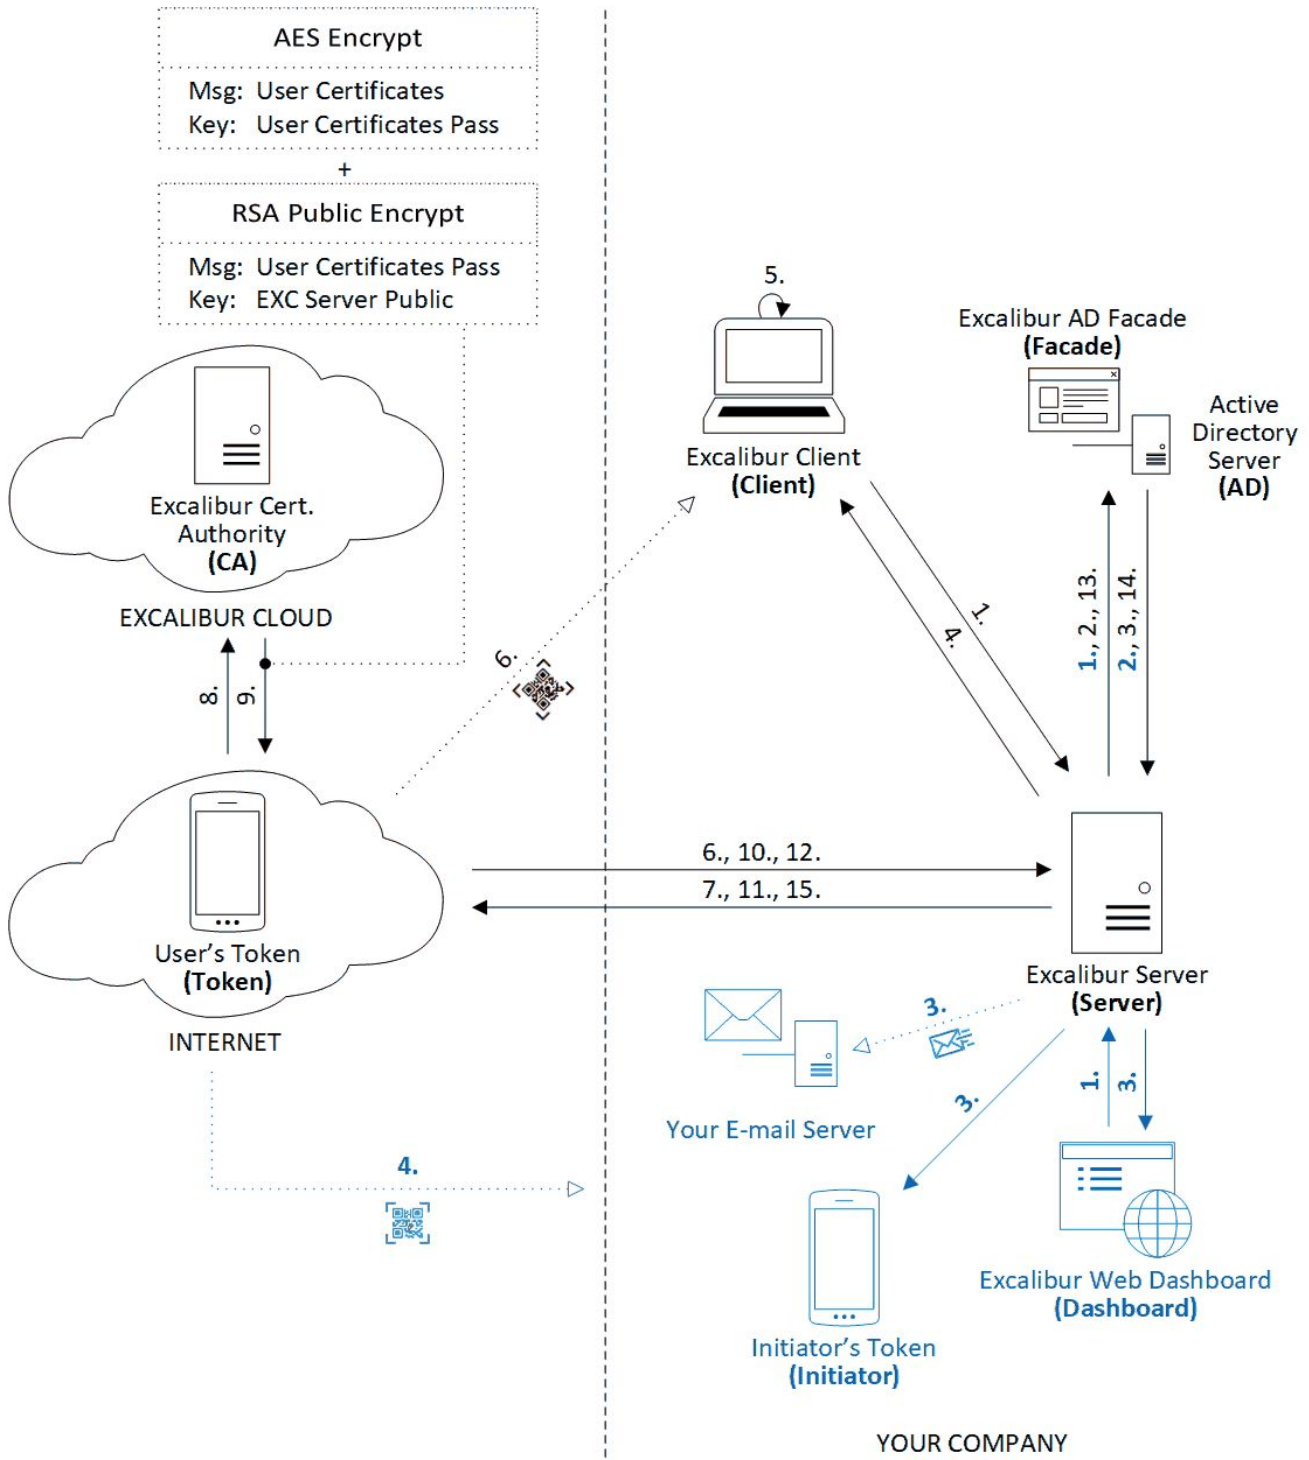 AES Encrypt
Msg: User Certificates
Key: User Certificates Pass
+
RSA Public Encrypt
Msg: User Certificates Pass
Key: EXC Server Public
Excalibur Cert.
Authority
(CA)
EXCALIBUR CLOUD
8.
9.
User's Token
(Token)
INTERNET
4.
6.
5.
Excalibur Client
(Client)
Excalibur AD Facade
(Facade)
Active
Directory
Server
(AD)
1.
4.
1., 2., 13.
2., 3., 14.
6., 10., 12.
7., 11., 15.
Excalibur Server
(Server)
3.
Your E-mail Server
3.
1.
3.
Excalibur Web Dashboard
(Dashboard)
Initiator's Token
(Initiator)
YOUR COMPANY